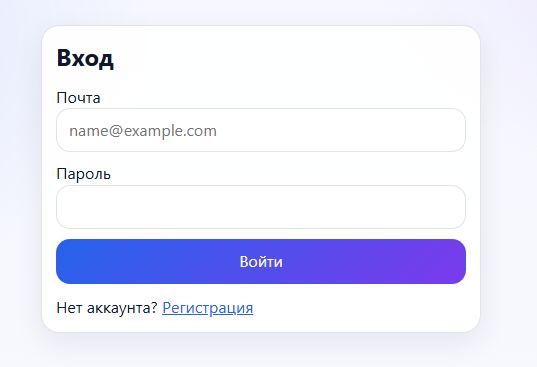 Вход
Почта
name@example.com
Пароль
Войти
Нет аккаунта? Регистрация